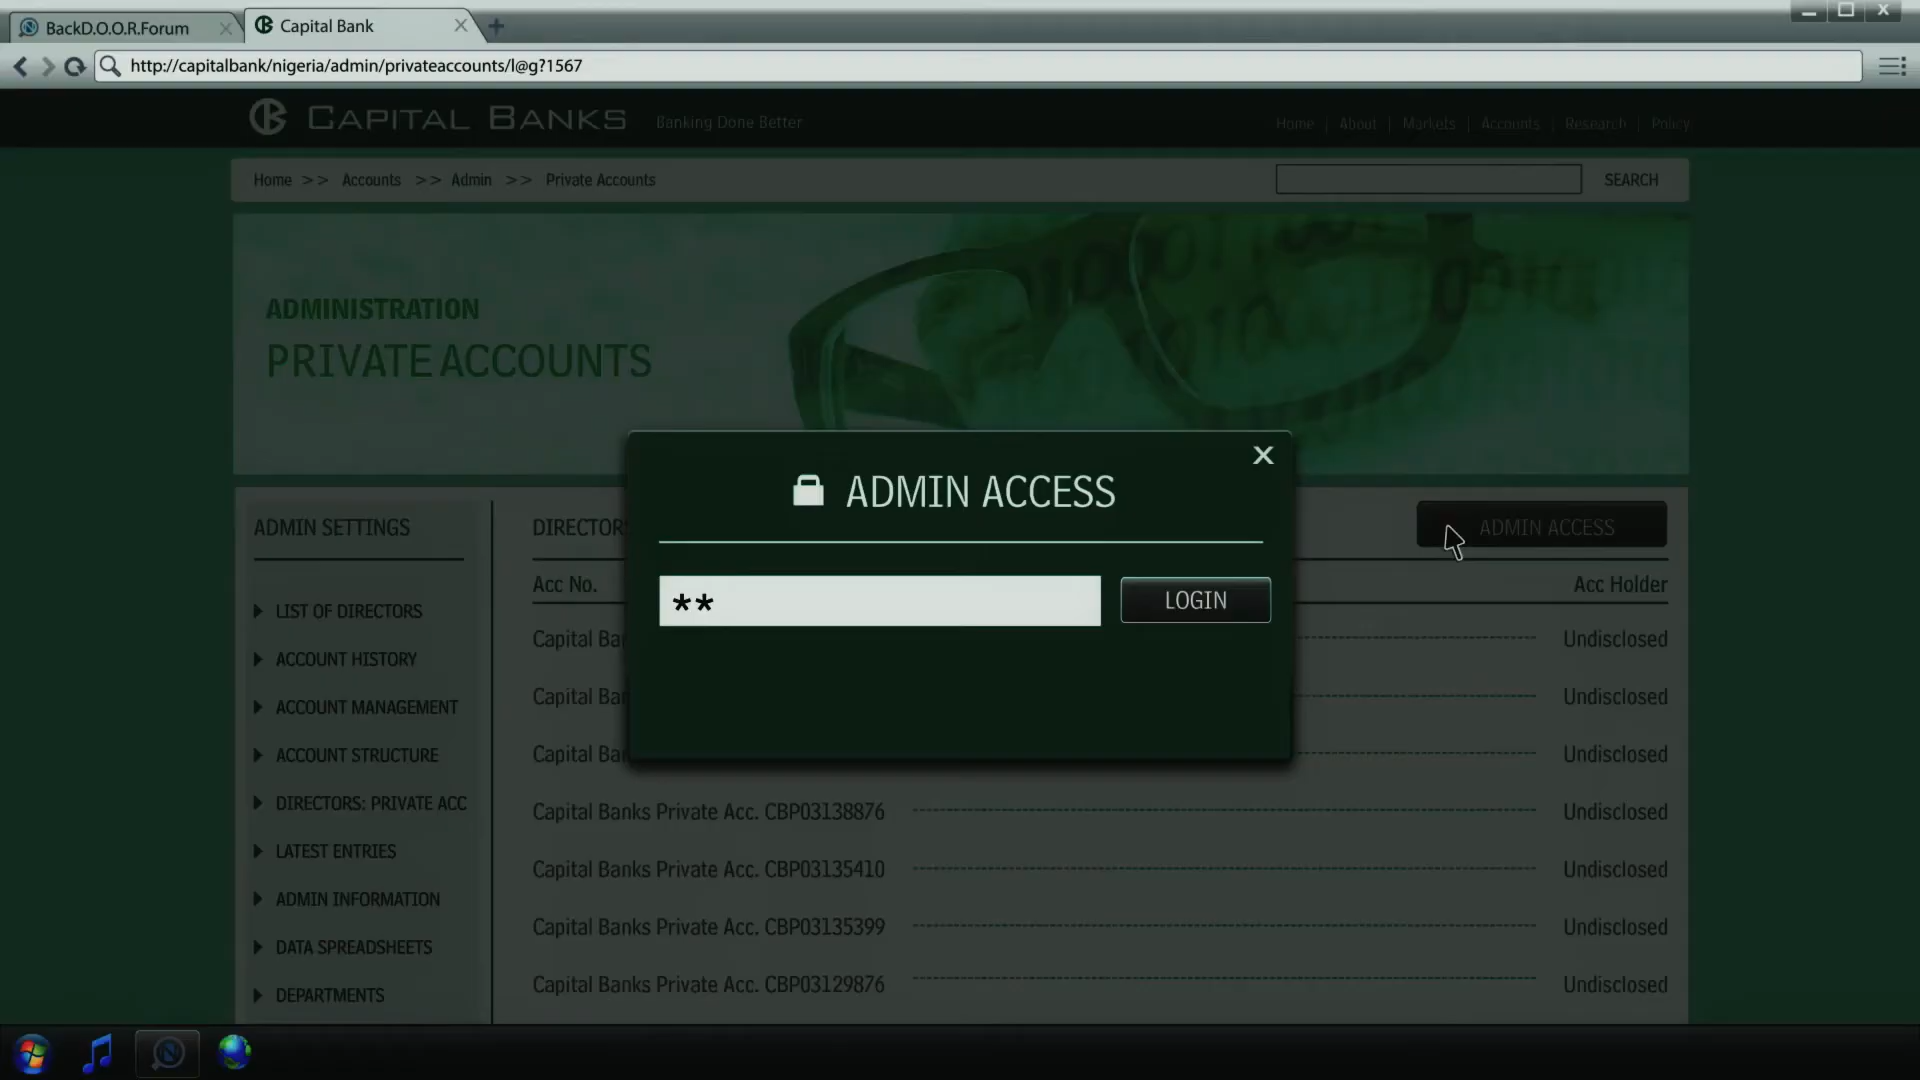 BackD.O.O.R.Forum
Capital Bank
http://capitalbank/nigeria/admin/privateaccounts/l@g?1567
CAPITAL BANKS
Banking Done Better
Home | About | Markets | Accounts | Research | Policy
Home >> Accounts >> Admin >> Private Accounts
SEARCH
ADMINISTRATION
PRIVATE ACCOUNTS
X
ADMIN ACCESS
**
LOGIN
ADMIN SETTINGS
LIST OF DIRECTORS
ACCOUNT HISTORY
ACCOUNT MANAGEMENT
ACCOUNT STRUCTURE
DIRECTORS: PRIVATE ACC
LATEST ENTRIES
ADMIN INFORMATION
DATA SPREADSHEETS
DEPARTMENTS
ADMIN ACCESS
Acc No. Acc Holder
Capital Undisclosed
Capital Undisclosed
Capital Undisclosed
Capital Banks Private Acc. CBP03138876 Undisclosed
Capital Banks Private Acc. CBP03135410 Undisclosed
Capital Banks Private Acc. CBP03135399 Undisclosed
Capital Banks Private Acc. CBP03129876 Undisclosed